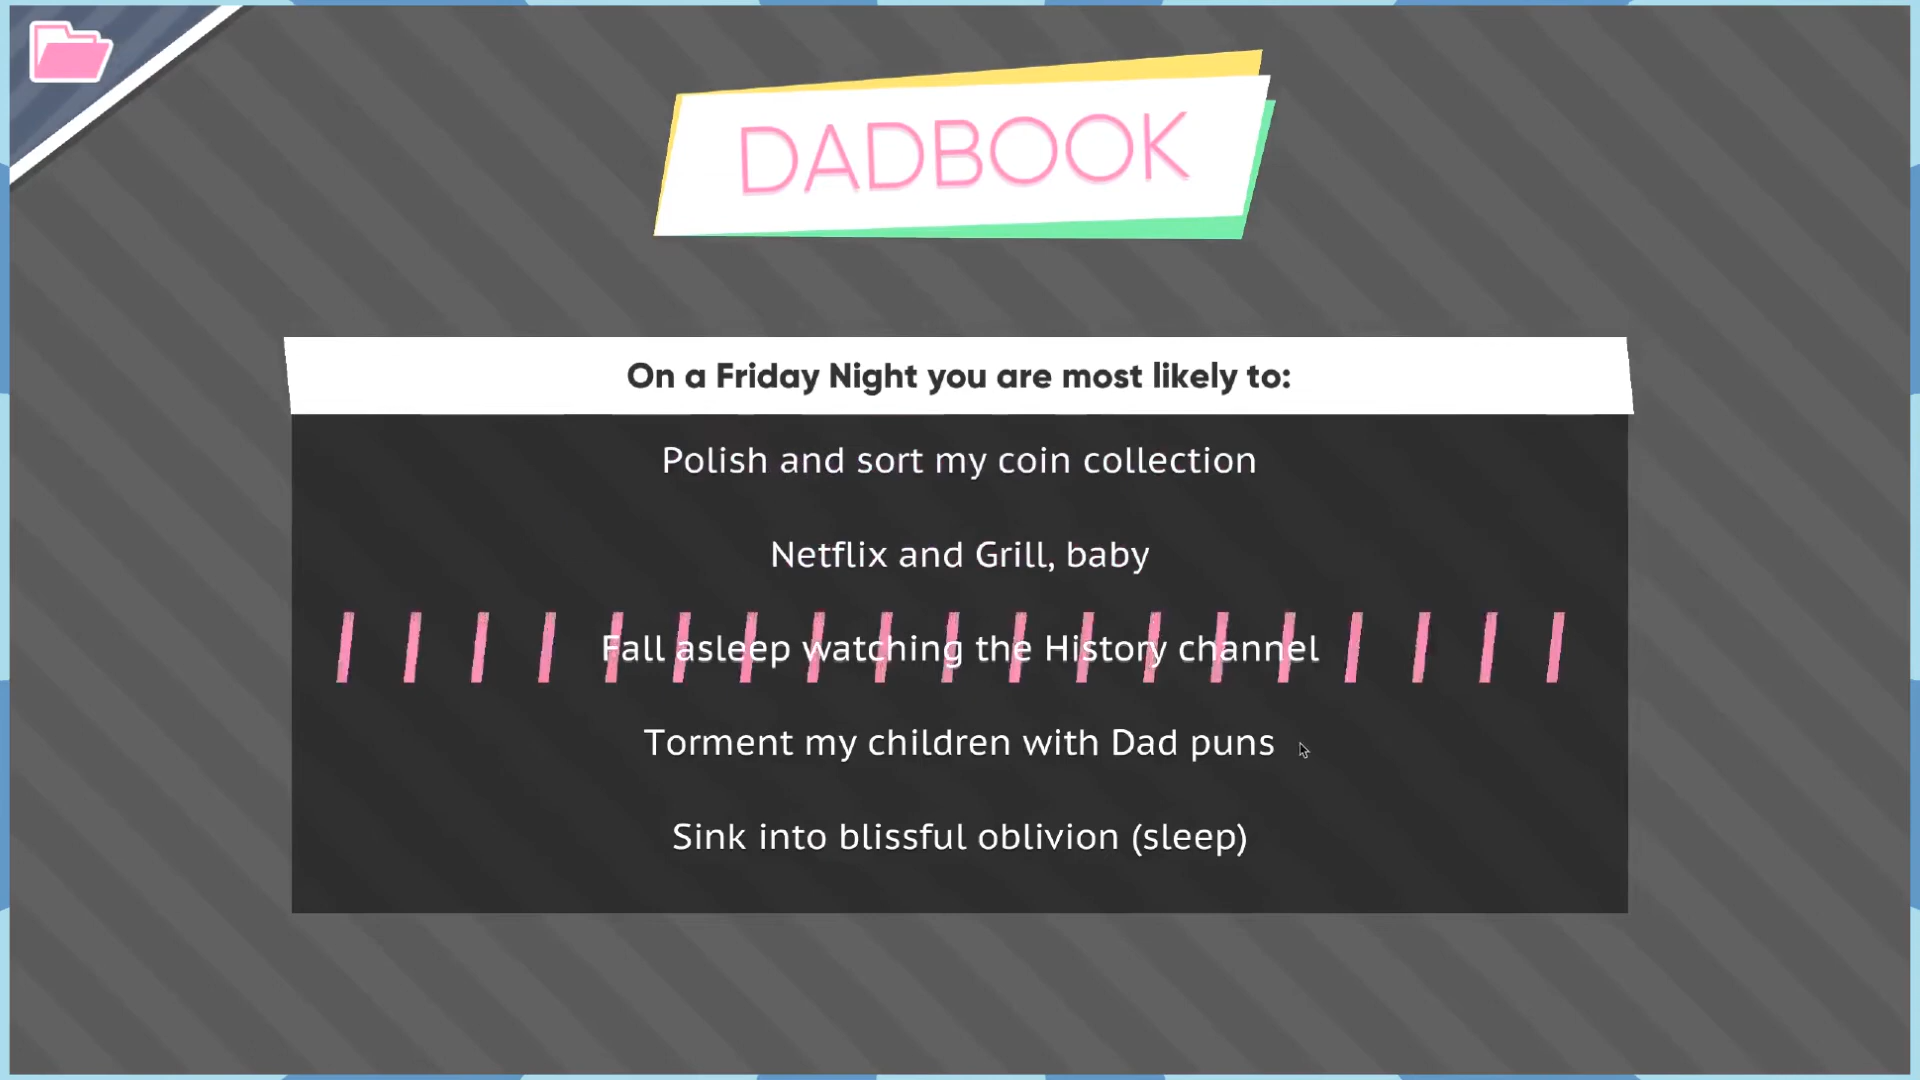 DADBOOK
On a Friday Night you are most likely to:
Polish and sort my coin collection
Netflix and Grill, baby
Fall asleep watching the History channel
Torment my children with Dad puns
Sink into blissful oblivion (sleep)